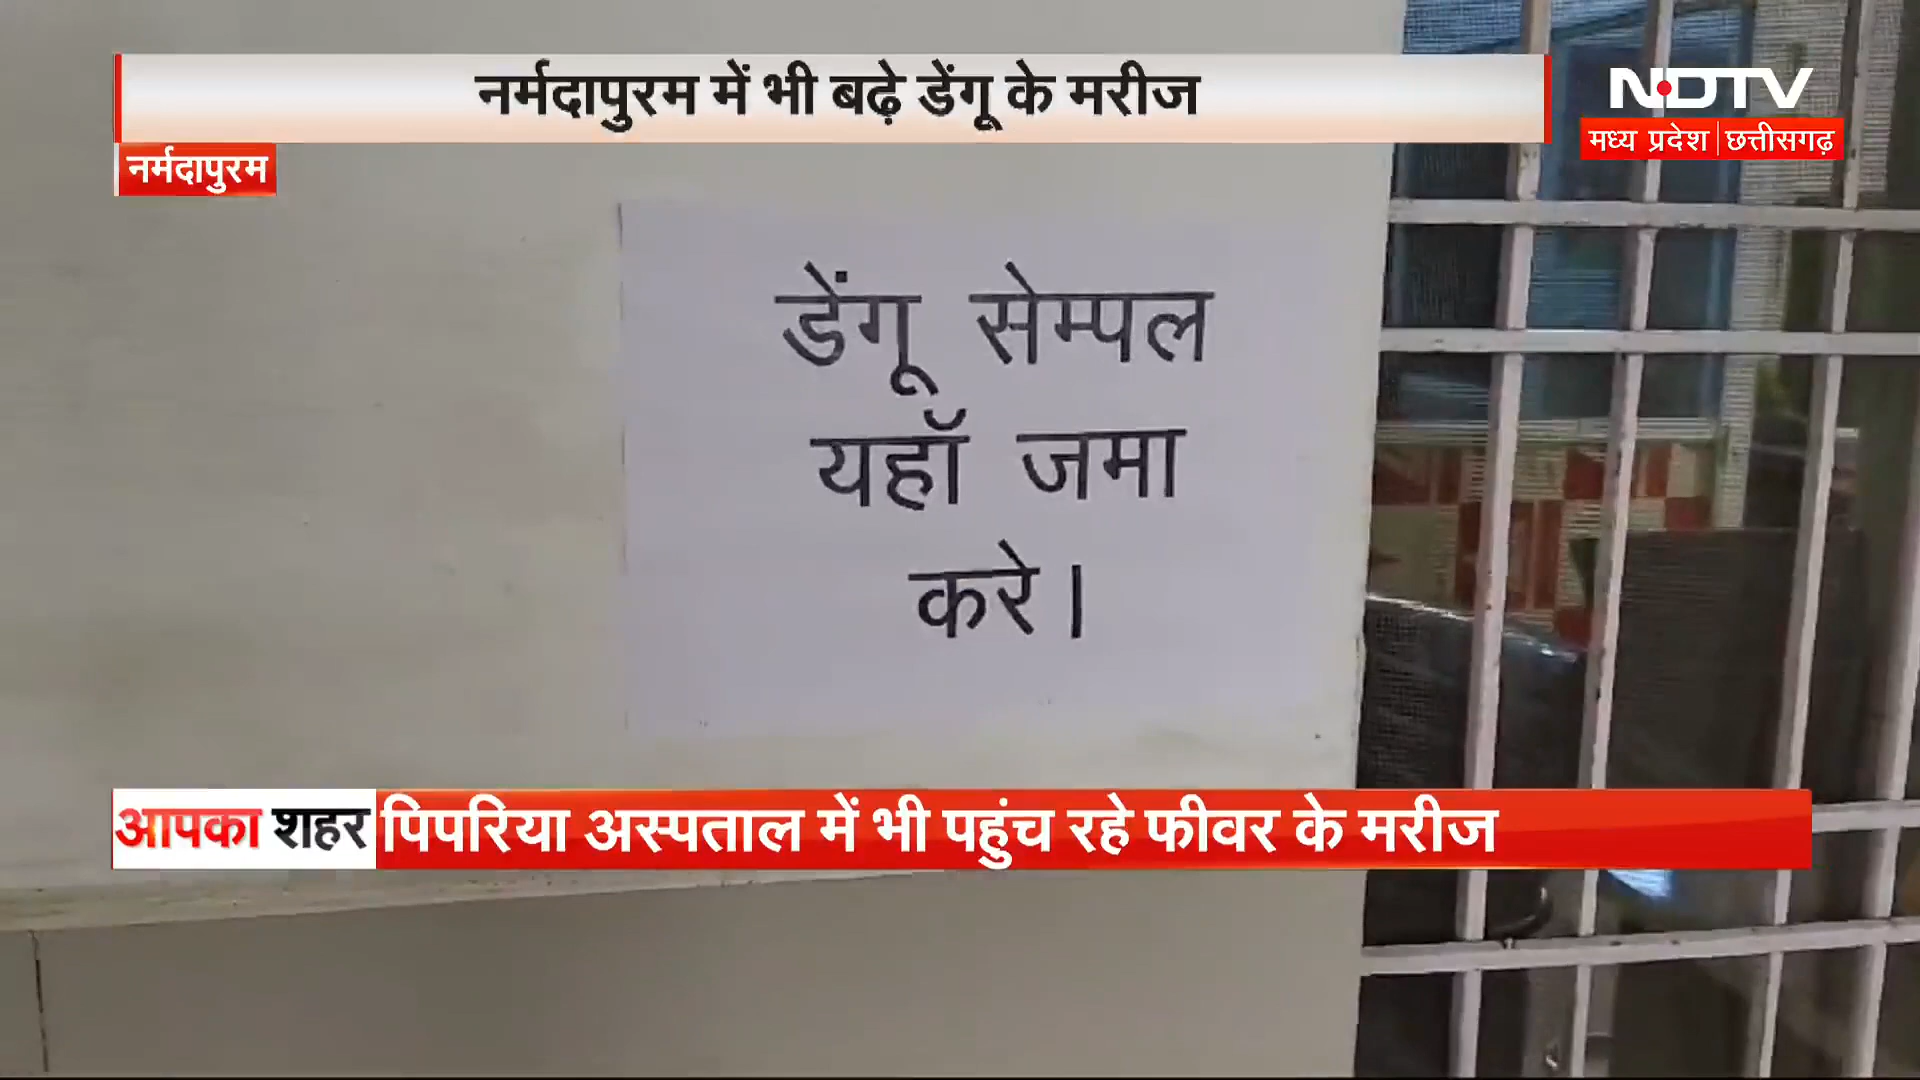 नर्मदापुरम में भी बढ़े डेंगू के मरीज
NDTV
मध्य प्रदेश | छत्तीसगढ़
नर्मदापुरम
डेंगू सेम्पल
यहाॅ जमा
करे।
आपका शहर पिपरिया अस्पताल में भी पहुंच रहे फीवर के मरीज